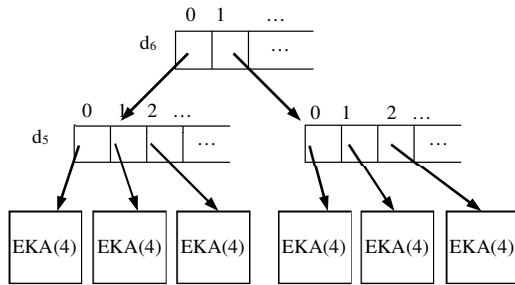 0 1 ...
d6 ...
0 1 2 ... 0 1 2 ...
d5 ... ...
EKA(4) EKA(4) EKA(4) EKA(4) EKA(4) EKA(4)